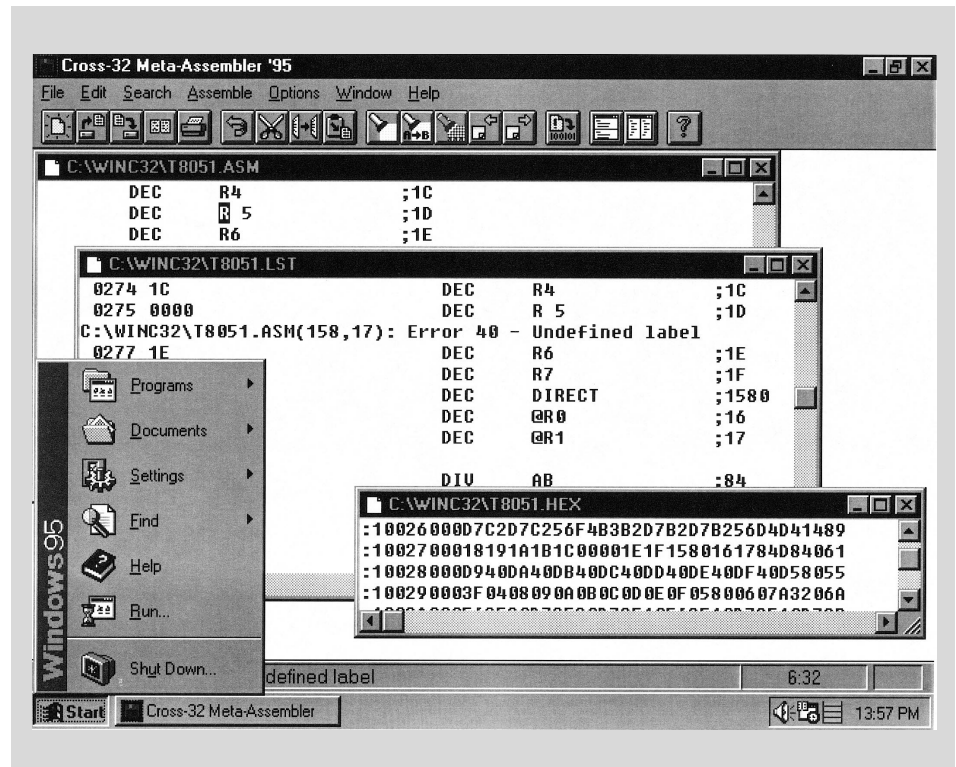 Cross-32 Meta-Assembler '95
File Edit Search Assemble Options Window Help
A→B
10010
C:\WINC32\T8051.ASM
DEC R4 ;1C
DEC R 5 ;1D
DEC R6 ;1E
C:\WINC32\T8051.LST
0274 1C DEC R4 ;1C
0275 0000 DEC R 5 ;1D
C:\WINC32\T8051.ASM(158,17): Error 40 - Undefined label
0277 1E DEC R6 ;1E
DEC R7 ;1F
DEC DIRECT ;1580
DEC @R0 ;16
DEC @R1 ;17
DIV AB ;84
C:\WINC32\T8051.HEX
:10026000D7C2D7C256F4B3B2D7B2D7B256D4D41489
:1002700018191A1B1C00001E1F1580161784D84061
:10028000D940DA40DB40DC40DD40DE40DF40D58055
:100290003F0408090A0B0C0D0E0F05800607A3206A
Programs
Documents
Settings
Find
Help
Run...
Shut Down...
Windows95
defined label 6:32
Start Cross-32 Meta-Assembler 13:57 PM